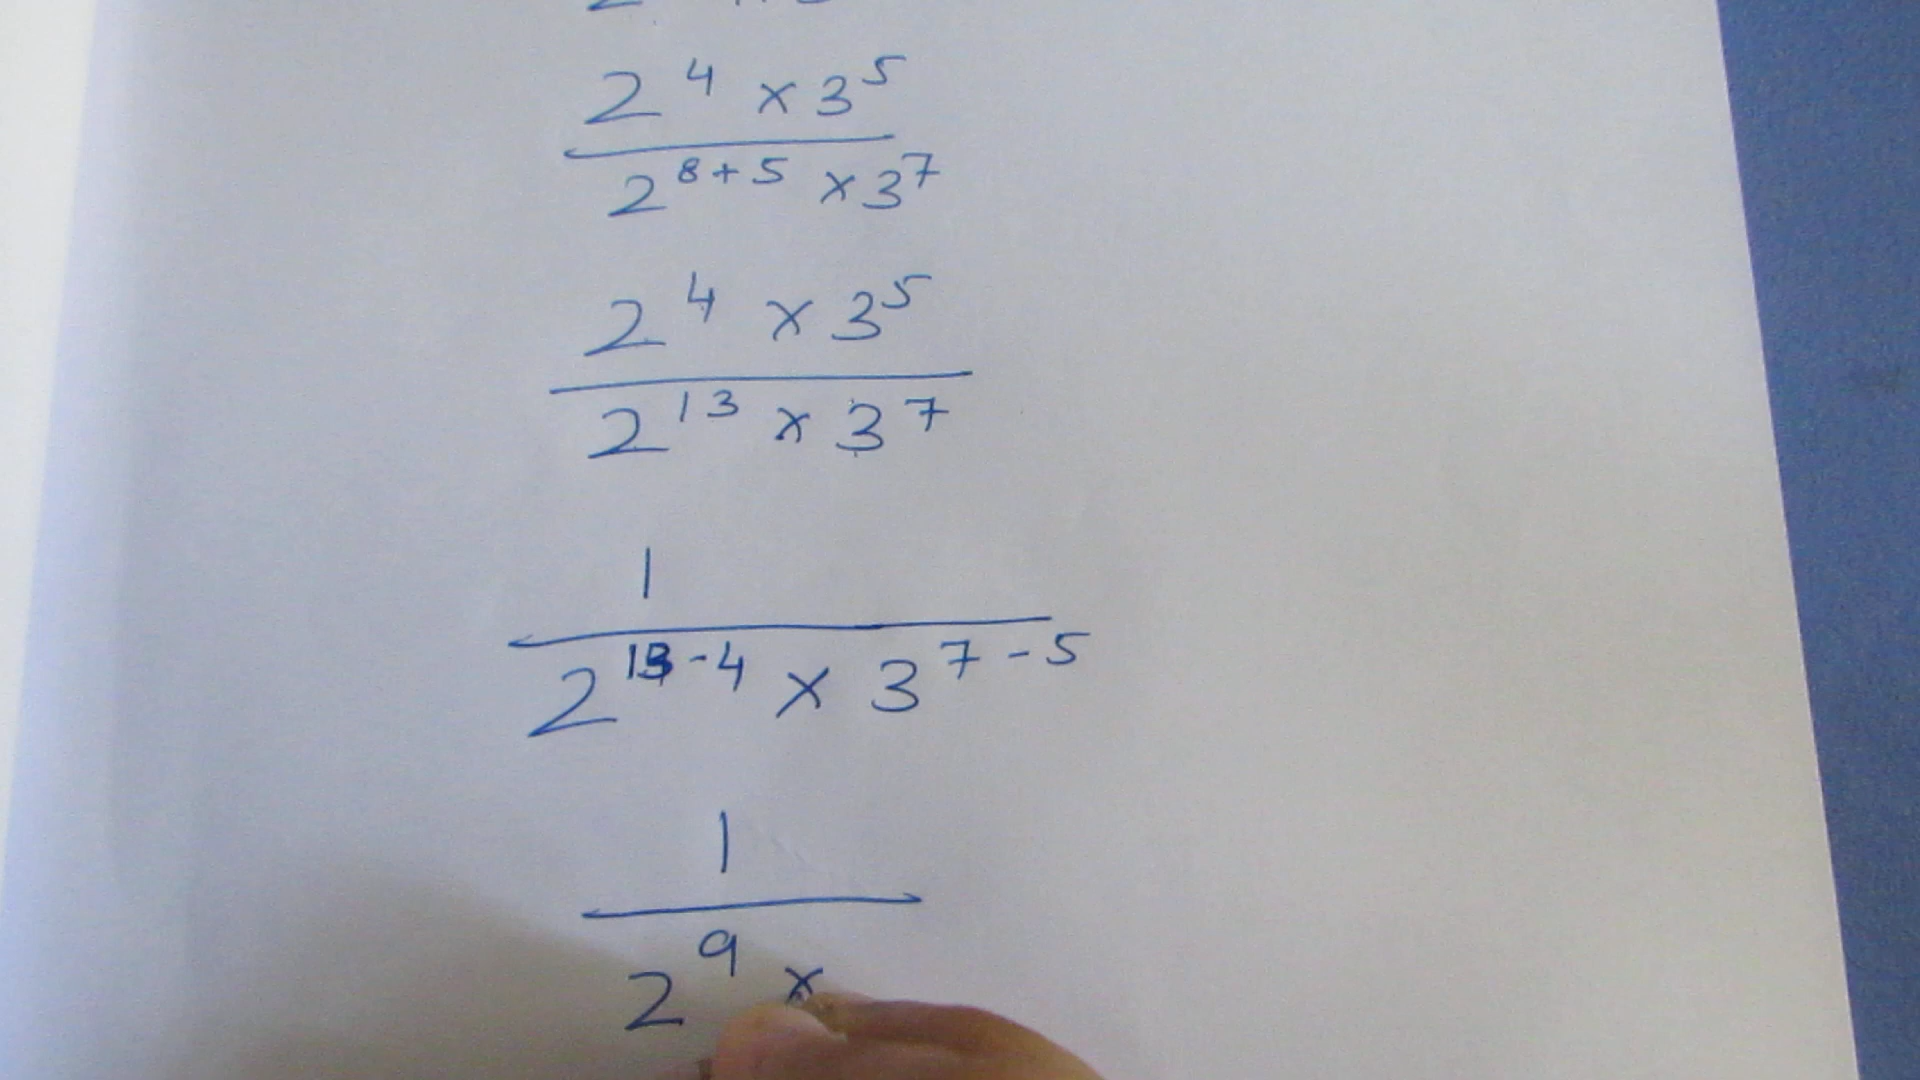 2^4 × 3^5
2^{8+5} × 3^7
2^4 × 3^5
2^{13} × 3^7
1
2^{13-4} × 3^{7-5}
1
2^9 ×